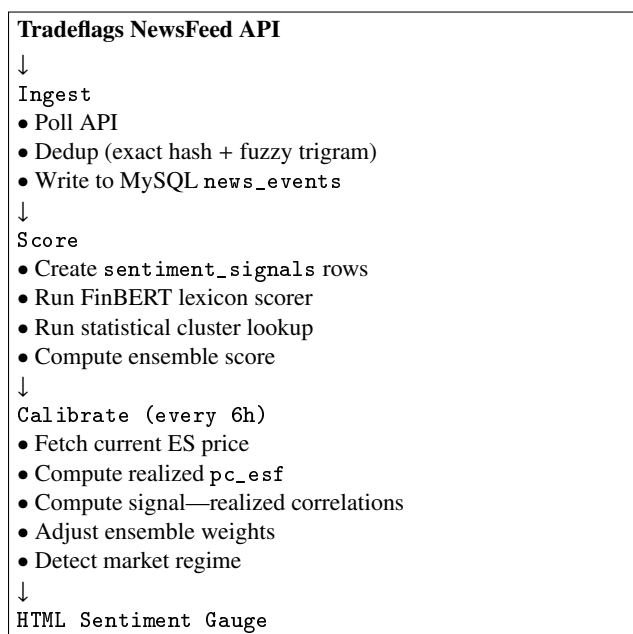 Tradeflags NewsFeed API
↓
Ingest
• Poll API
• Dedup (exact hash + fuzzy trigram)
• Write to MySQL news_events
↓
Score
• Create sentiment_signals rows
• Run FinBERT lexicon scorer
• Run statistical cluster lookup
• Compute ensemble score
↓
Calibrate (every 6h)
• Fetch current ES price
• Compute realized pc_esf
• Compute signal—realized correlations
• Adjust ensemble weights
• Detect market regime
↓
HTML Sentiment Gauge